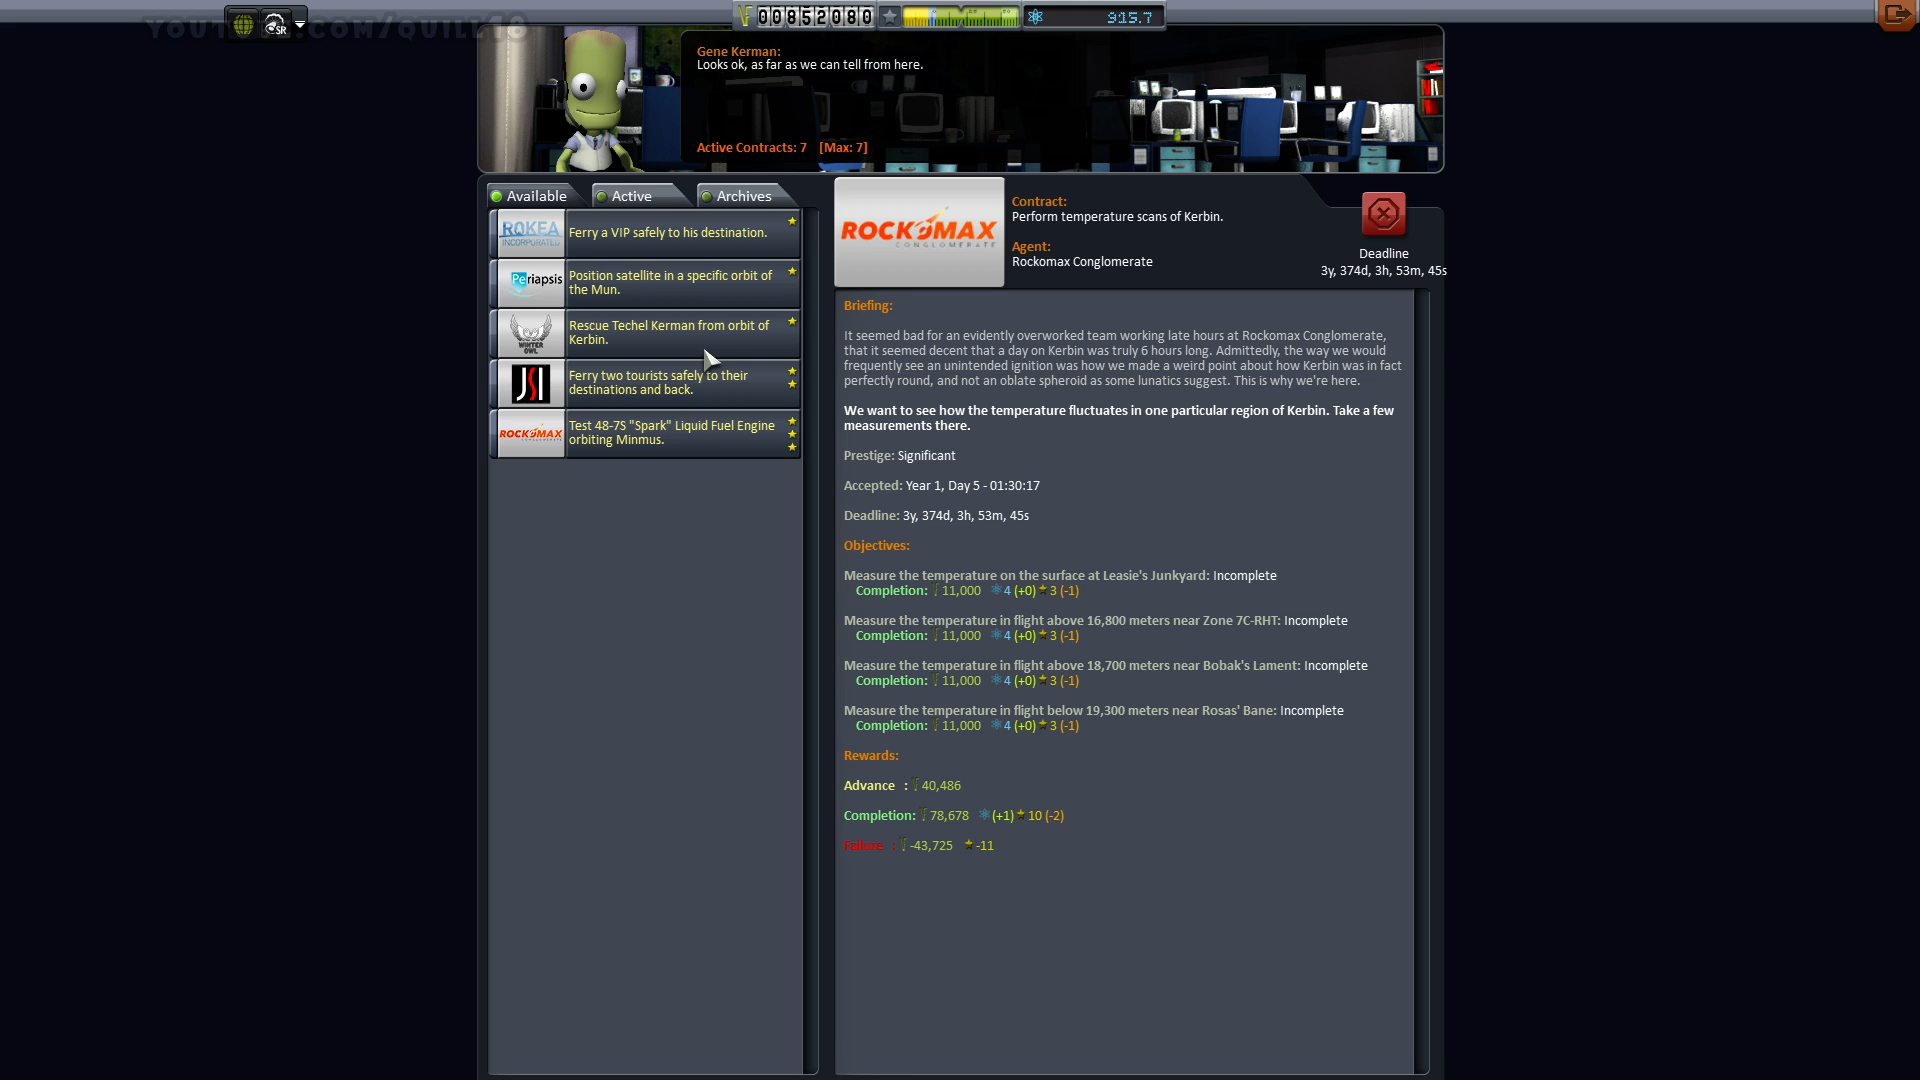 YOUTUBE.COM/QUILL18
SR
00852080
915.7
Gene Kerman:
Looks ok, as far as we can tell from here.
Active Contracts: 7 [Max: 7]
Available
Active
Archives
ROKEA
INCORPORATED
Ferry a VIP safely to his destination.
Periapsis
Position satellite in a specific orbit of
the Mun.
WINTER
OWL
Rescue Techel Kerman from orbit of
Kerbin.
JSI
Ferry two tourists safely to their
destinations and back.
ROCKOMAX
CONGLOMERATE
Test 48-7S "Spark" Liquid Fuel Engine
orbiting Minmus.
ROCKOMAX
CONGLOMERATE
Contract:
Perform temperature scans of Kerbin.
Agent:
Rockomax Conglomerate
Deadline
3y, 374d, 3h, 53m, 45s
Briefing:
It seemed bad for an evidently overworked team working late hours at Rockomax Conglomerate,
that it seemed decent that a day on Kerbin was truly 6 hours long. Admittedly, the way we would
frequently see an unintended ignition was how we made a weird point about how Kerbin was in fact
perfectly round, and not an oblate spheroid as some lunatics suggest. This is why we're here.
We want to see how the temperature fluctuates in one particular region of Kerbin. Take a few
measurements there.
Prestige: Significant
Accepted: Year 1, Day 5 - 01:30:17
Deadline: 3y, 374d, 3h, 53m, 45s
Objectives:
Measure the temperature on the surface at Leasie's Junkyard: Incomplete
Completion: 11,000 4 (+0) 3 (-1)
Measure the temperature in flight above 16,800 meters near Zone 7C-RHT: Incomplete
Completion: 11,000 4 (+0) 3 (-1)
Measure the temperature in flight above 18,700 meters near Bobak's Lament: Incomplete
Completion: 11,000 4 (+0) 3 (-1)
Measure the temperature in flight below 19,300 meters near Rosas' Bane: Incomplete
Completion: 11,000 4 (+0) 3 (-1)
Rewards:
Advance : 40,486
Completion: 78,678 (+1) 10 (-2)
Failure : -43,725 -11